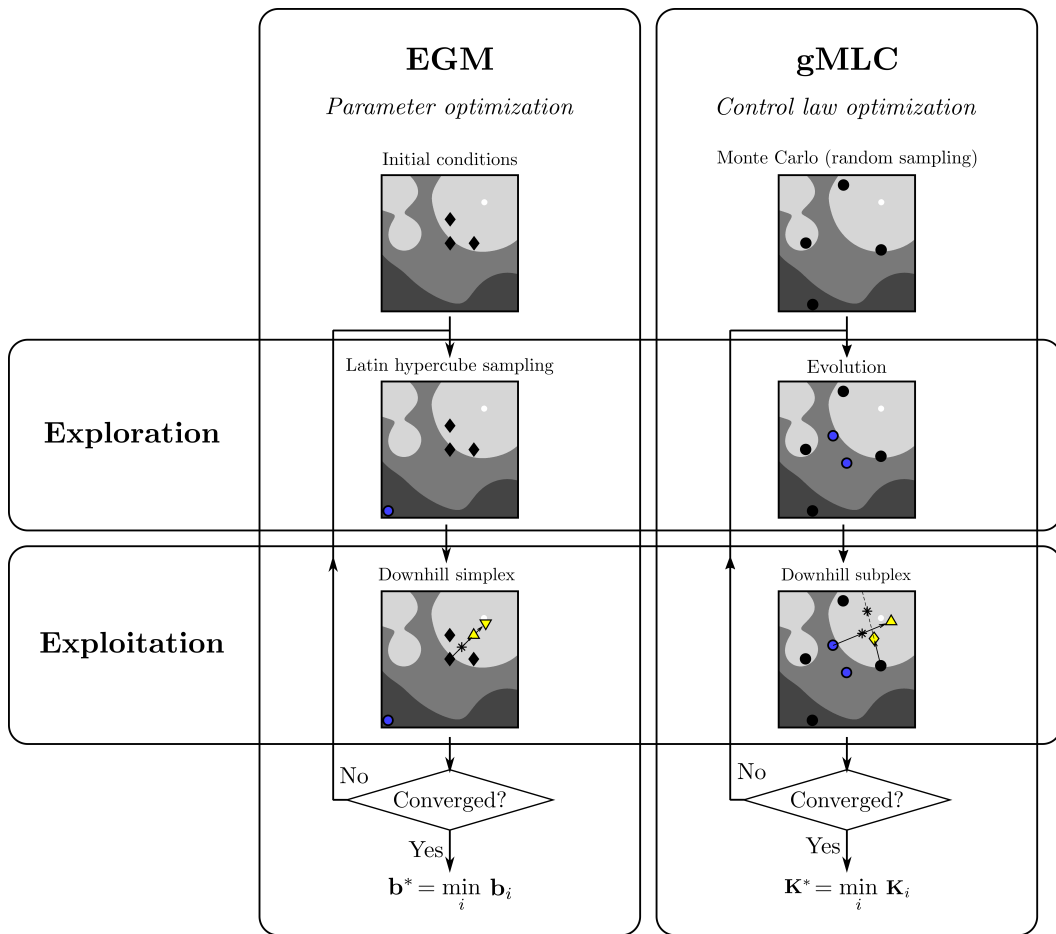 EGM
Parameter optimization
Initial conditions
gMLC
Control law optimization
Monte Carlo (random sampling)
Exploration
Latin hypercube sampling
Evolution
Exploitation
Downhill simplex
Downhill subplex
No
Converged?
Yes
b* = min b_i
i
No
Converged?
Yes
K* = min K_i
i